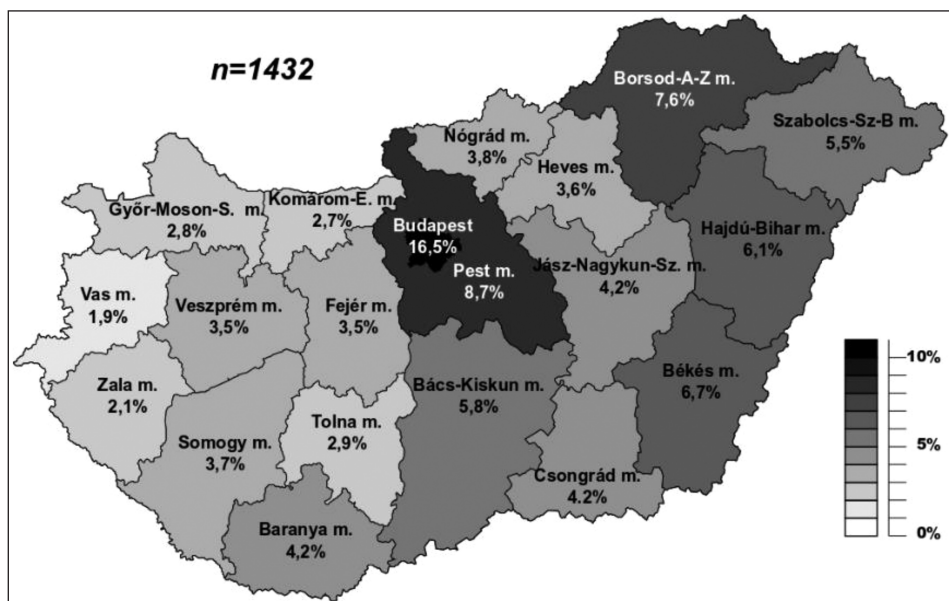 n=1432
Borsod-A-Z m.
7,6%
Szabolcs-Sz-B m.
5,5%
Nógrád m.
3,8%
Heves m.
3,6%
Győr-Moson-S. m.
2,8%
Komárom-E. m.
2,7%
Budapest
16,5%
Pest m.
8,7%
Jász-Nagykun-Sz. m.
4,2%
Hajdú-Bihar m.
6,1%
Vas m.
1,9%
Veszprém m.
3,5%
Fejér m.
3,5%
Zala m.
2,1%
Somogy m.
3,7%
Tolna m.
2,9%
Bács-Kiskun m.
5,8%
Békés m.
6,7%
Csongrád m.
4.2%
Baranya m.
4,2%
10%
5%
0%